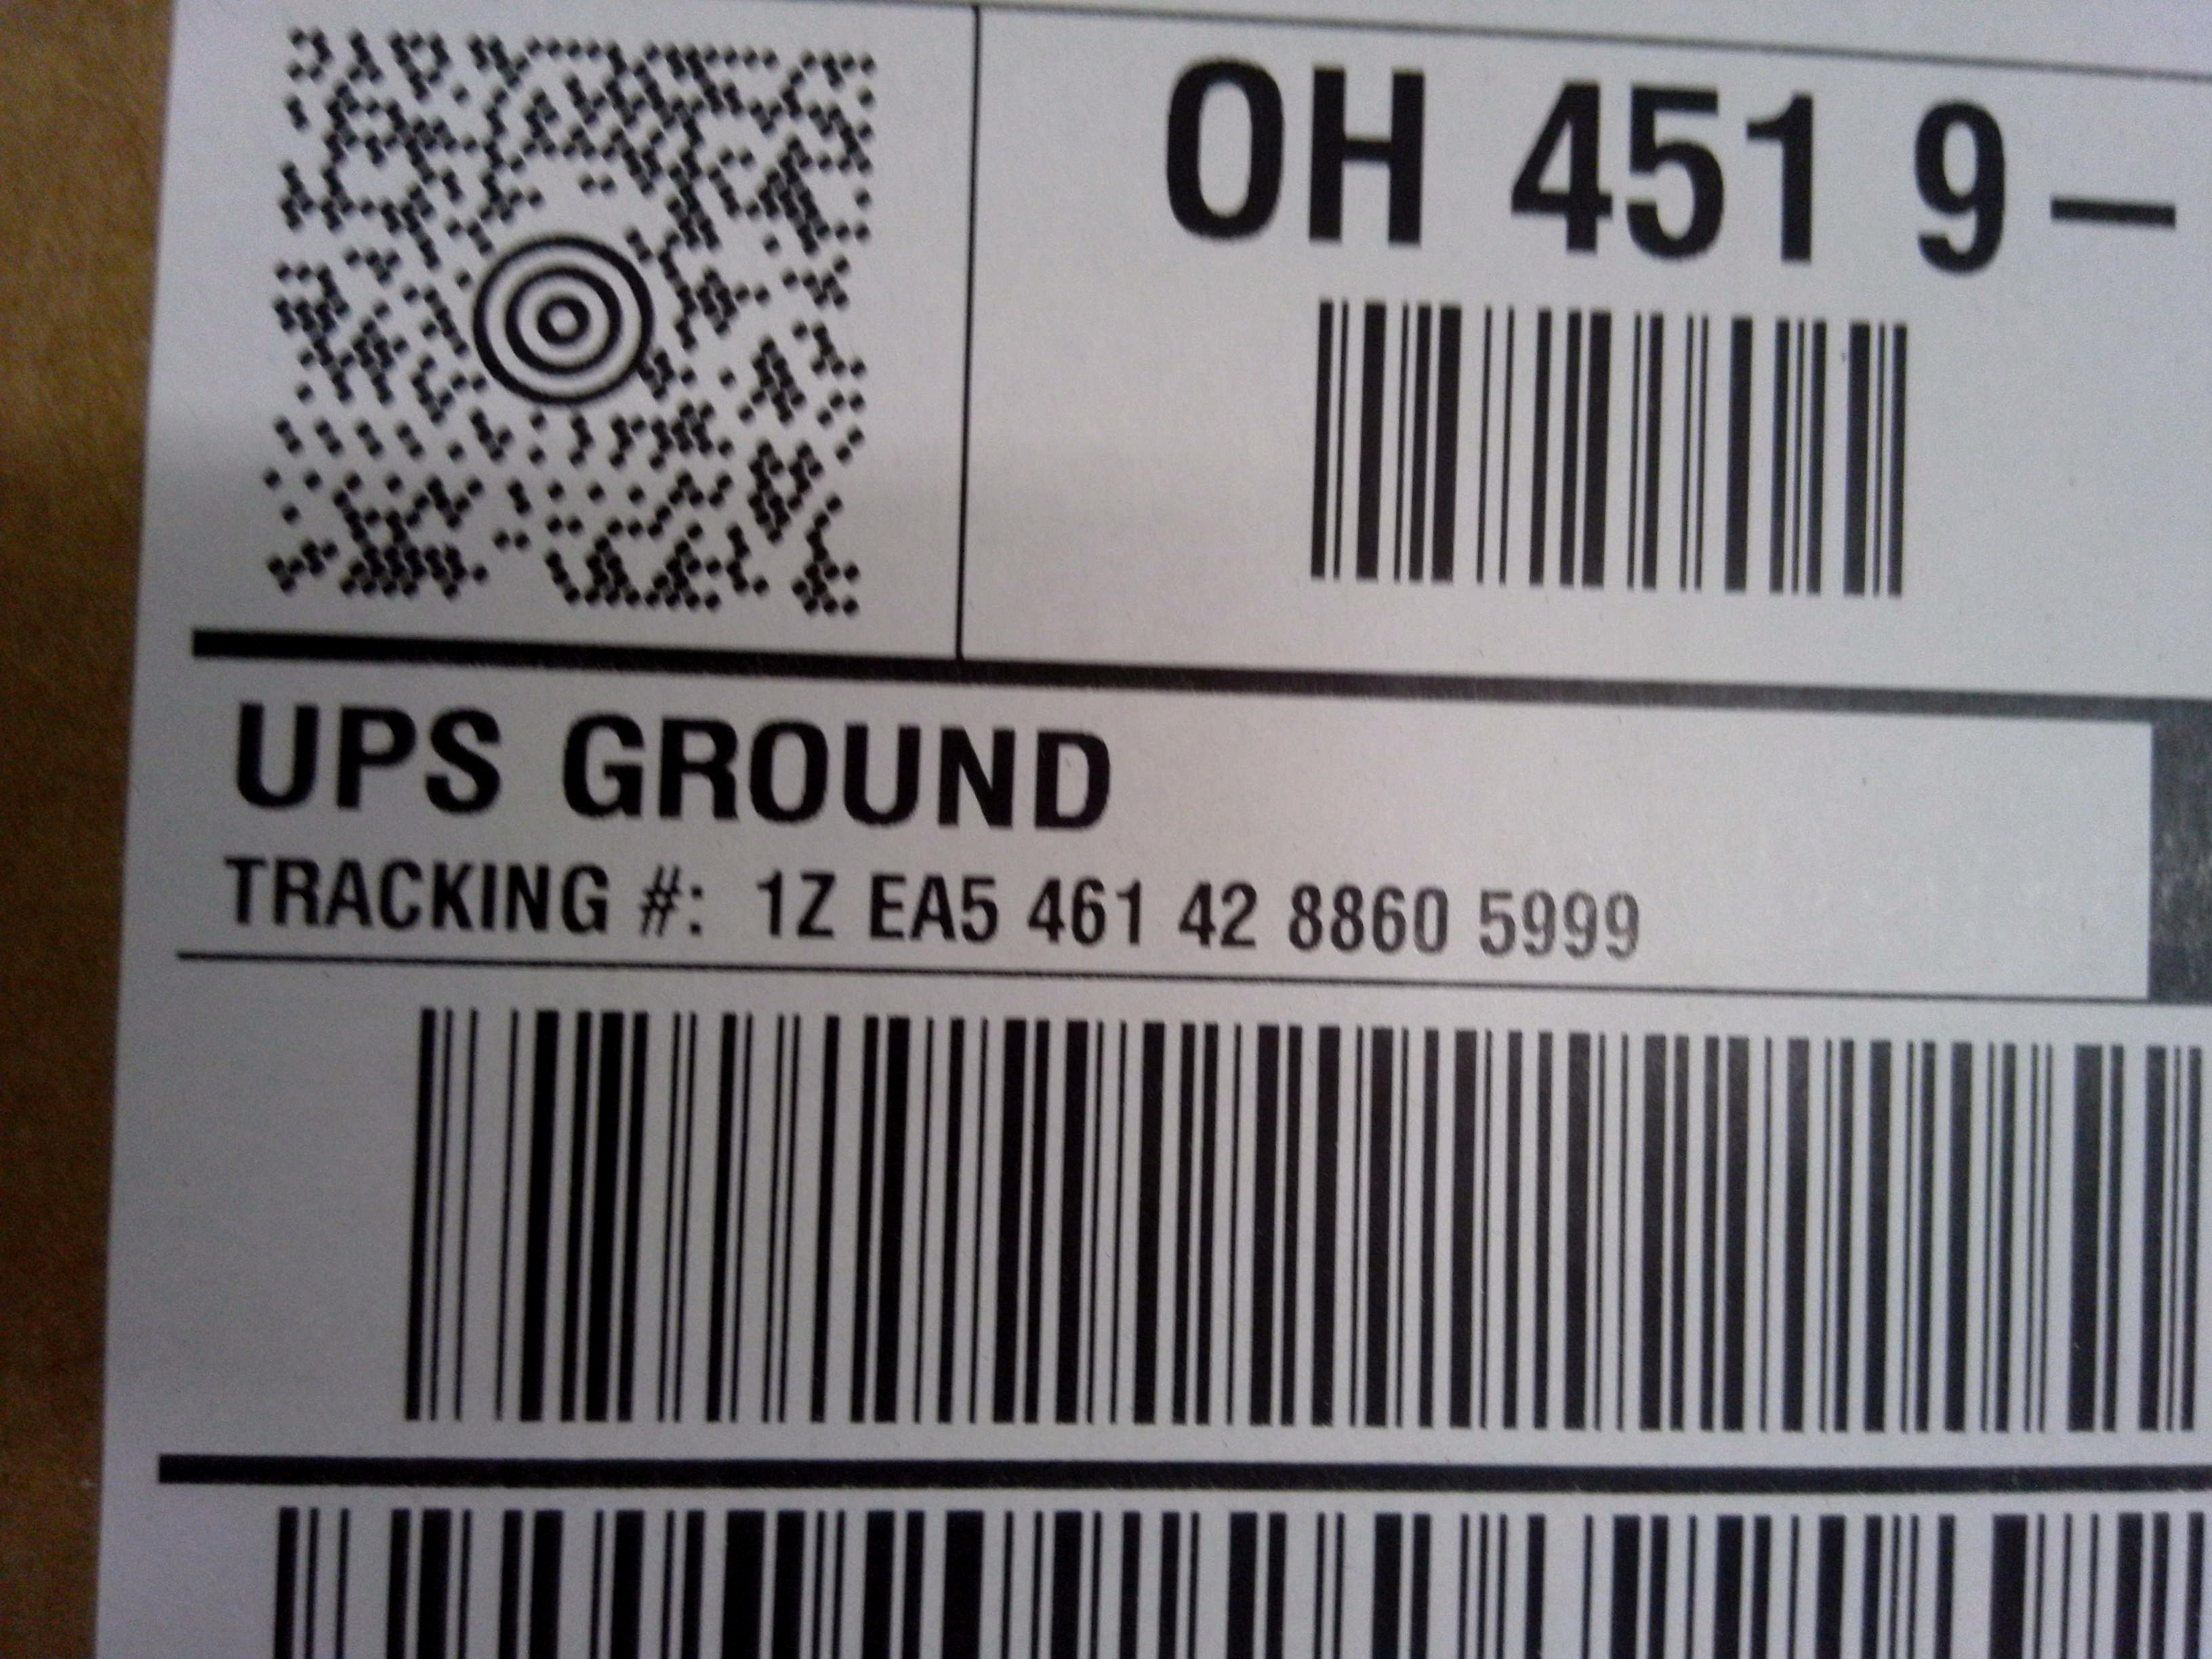 OH 451 9–
UPS GROUND
TRACKING #: 1Z EA5 461 42 8860 5999